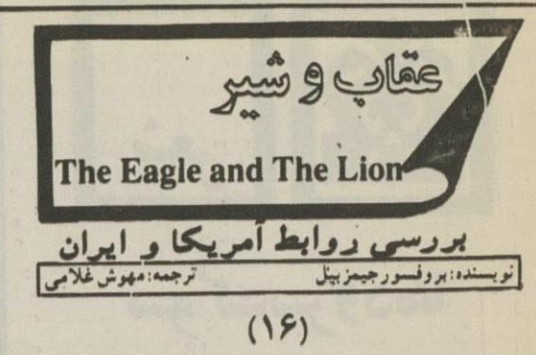 عقاب و شیر
The Eagle and The Lion
بررسی روابط آمریکا و ایران
نویسنده: پروفسور جیمز بیل ترجمه: مهوش غلامی
(۱۶)